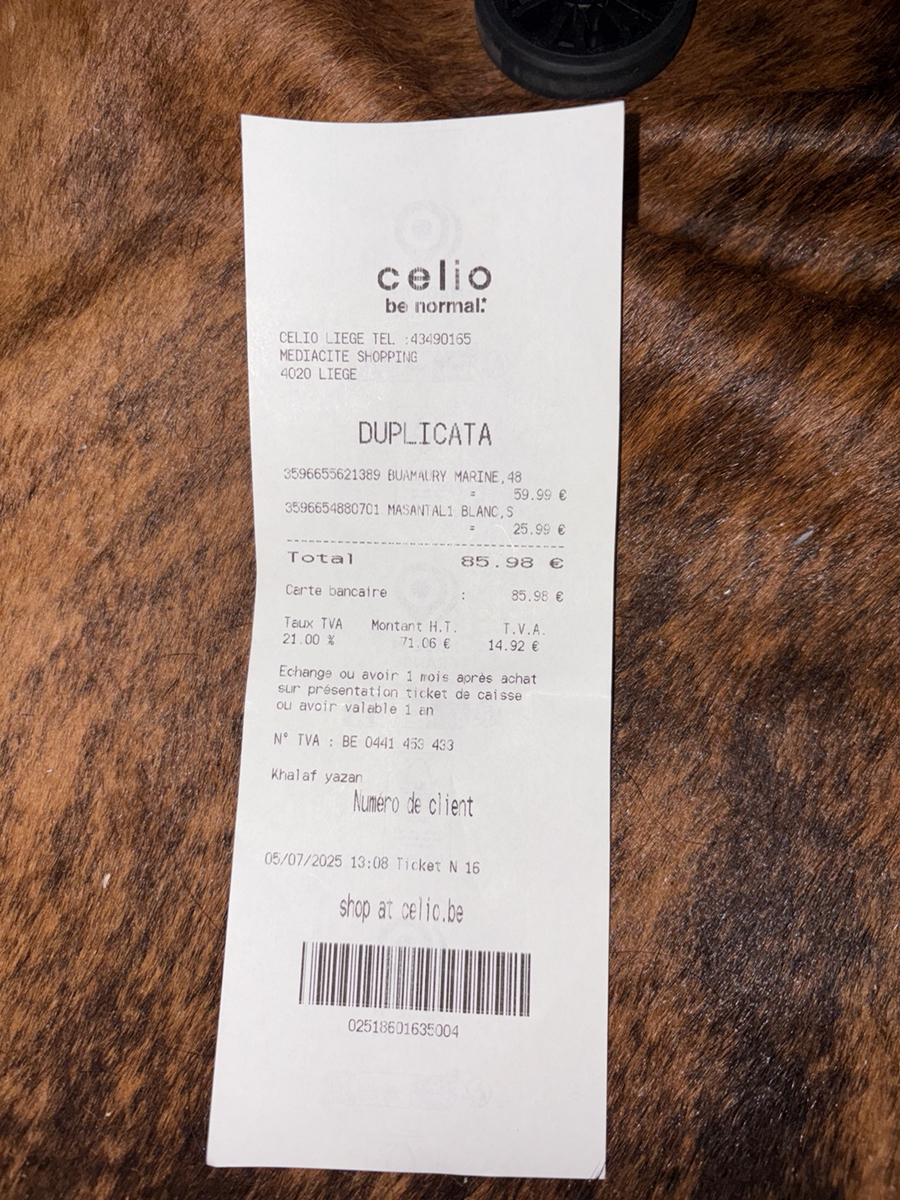 celio
be normal:
CELIO LIEGE TEL :43490165
MEDIACITE SHOPPING
4020 LIEGE
DUPLICATA
3596655621389 BUAMAURY MARINE,48
= 59.99 €
3596654880701 MASANTAL1 BLANC,S
= 25.99 €
Total 85.98 €
Carte bancaire : 85.98 €
Taux TVA Montant H.T. T.V.A.
21.00 % 71.06 € 14.92 €
Echange ou avoir 1 mois après achat
sur présentation ticket de caisse
ou avoir valable 1 an
N° TVA : BE 0441 453 433
Khalaf yazan
Numéro de client
05/07/2025 13:08 Ticket N 16
shop at celio.be
02518601635004